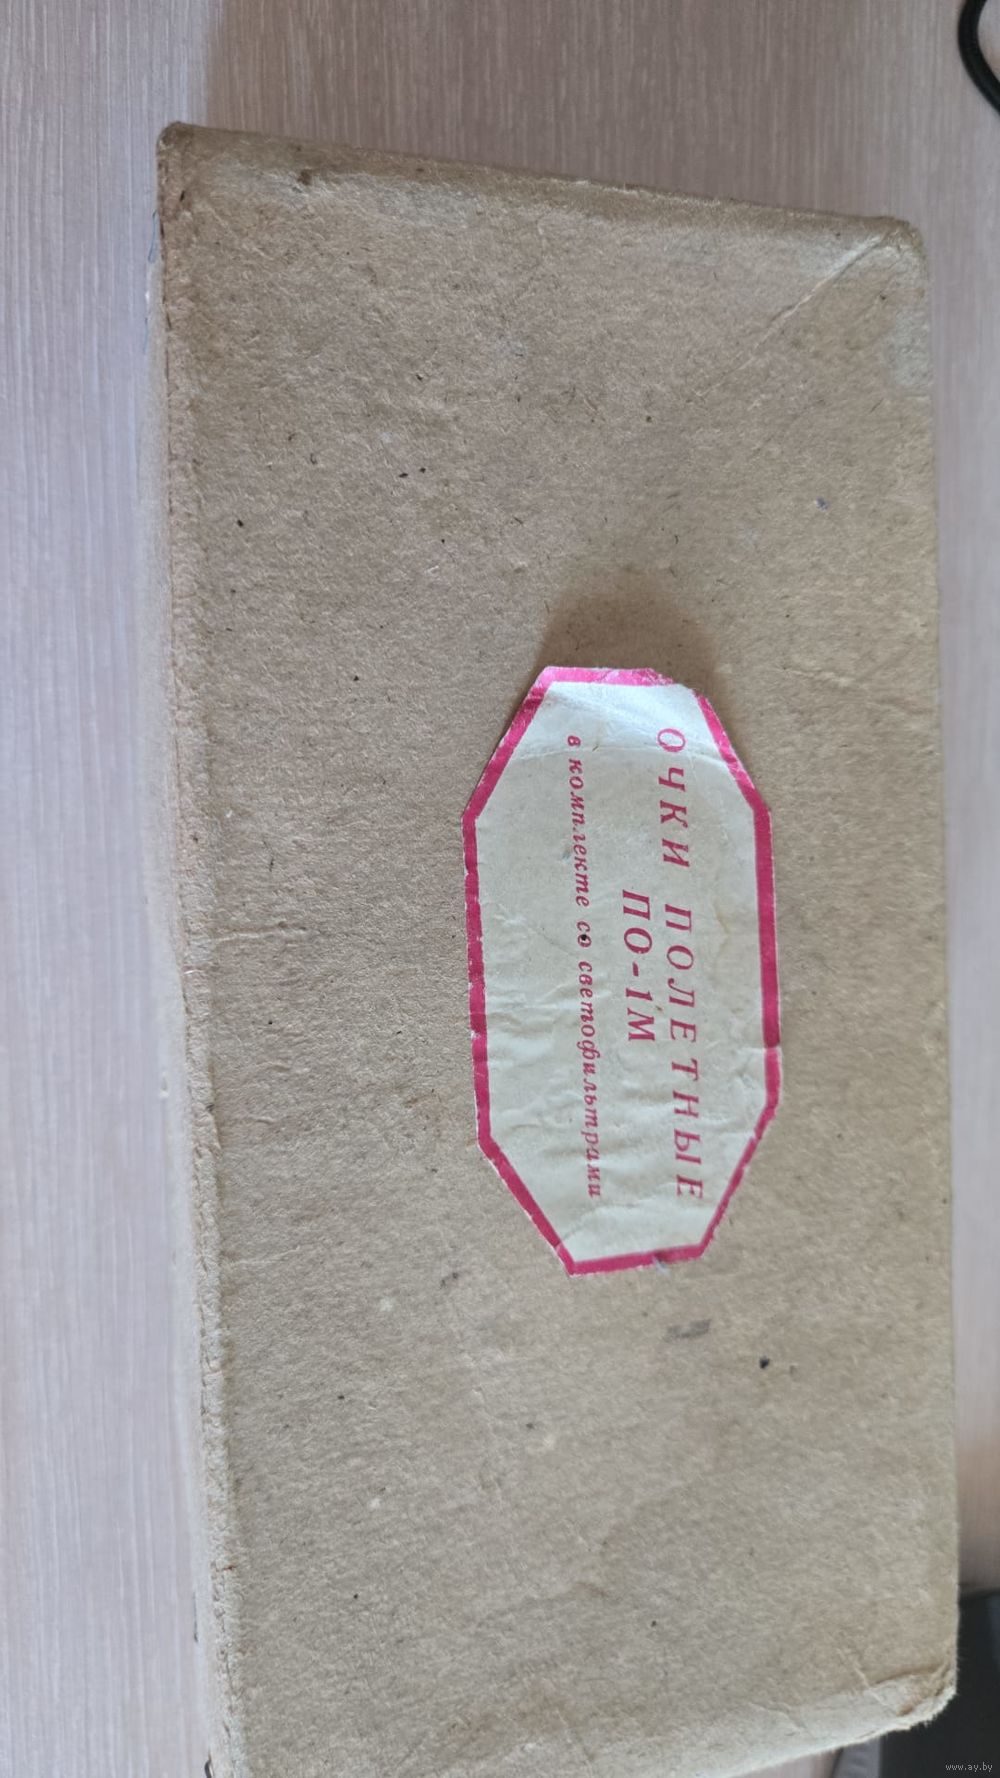 ОЧКИ ПОЛЕТНЫЕ
ПО-1М
в комплекте со светофильтрами
www.ay.by